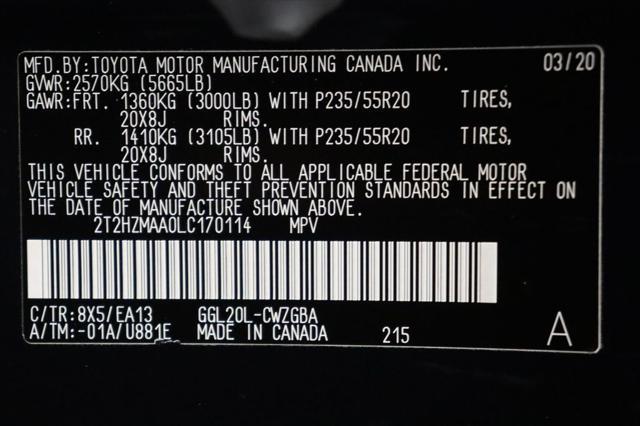 MFD.BY:TOYOTA MOTOR MANUFACTURING CANADA INC. 03/20
GVWR:2570KG (5665LB)
GAWR:FRT. 1360KG (3000LB) WITH P235/55R20 TIRES,
20X8J RIMS.
RR. 1410KG (3105LB) WITH P235/55R20 TIRES,
20X8J RIMS.
THIS VEHICLE CONFORMS TO ALL APPLICABLE FEDERAL MOTOR
VEHICLE SAFETY AND THEFT PREVENTION STANDARDS IN EFFECT ON
THE DATE OF MANUFACTURE SHOWN ABOVE.
2T2HZMAA0LC170114 MPV
C/TR:8X5/EA13 GGL20L-CWZGBA
A/TM:-01A/U881E MADE IN CANADA 215 A